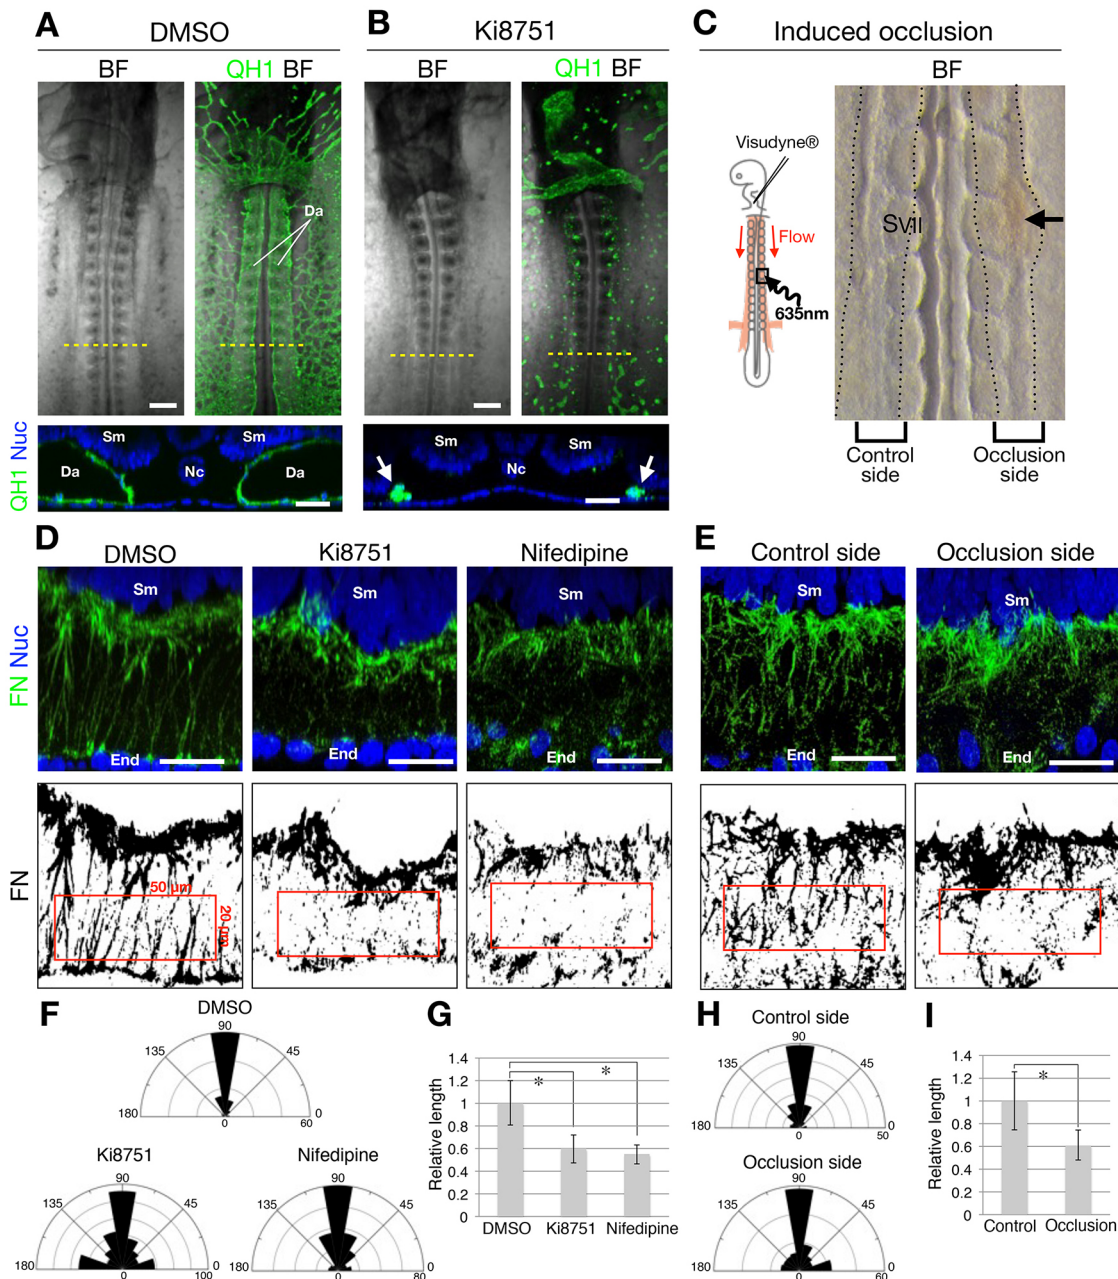 A
DMSO
BF
QH1 BF
Da
B
Ki8751
BF
QH1 BF
C
Induced occlusion
BF
Visudyne®
Flow
635nm
SVII
Control side
Occlusion side
QH1 Nuc
Sm
Sm
Da
Nc
Da
Sm
Sm
Nc
D
DMSO
Ki8751
Nifedipine
FN Nuc
Sm
End
Sm
End
Sm
End
E
Control side
Occlusion side
Sm
End
Sm
End
FN
50 µm
20 µm
F
DMSO
90
135
45
180
0
0
60
Ki8751
90
135
45
180
0
0
100
Nifedipine
90
135
45
180
0
0
80
G
Relative length
1.4
1.2
1
0.8
0.6
0.4
0.2
0
*
*
DMSO
Ki8751
Nifedipine
H
Control side
90
135
45
180
0
0
50
Occlusion side
90
135
45
180
0
0
60
I
Relative length
1.4
1.2
1
0.8
0.6
0.4
0.2
0
*
Control
Occlusion